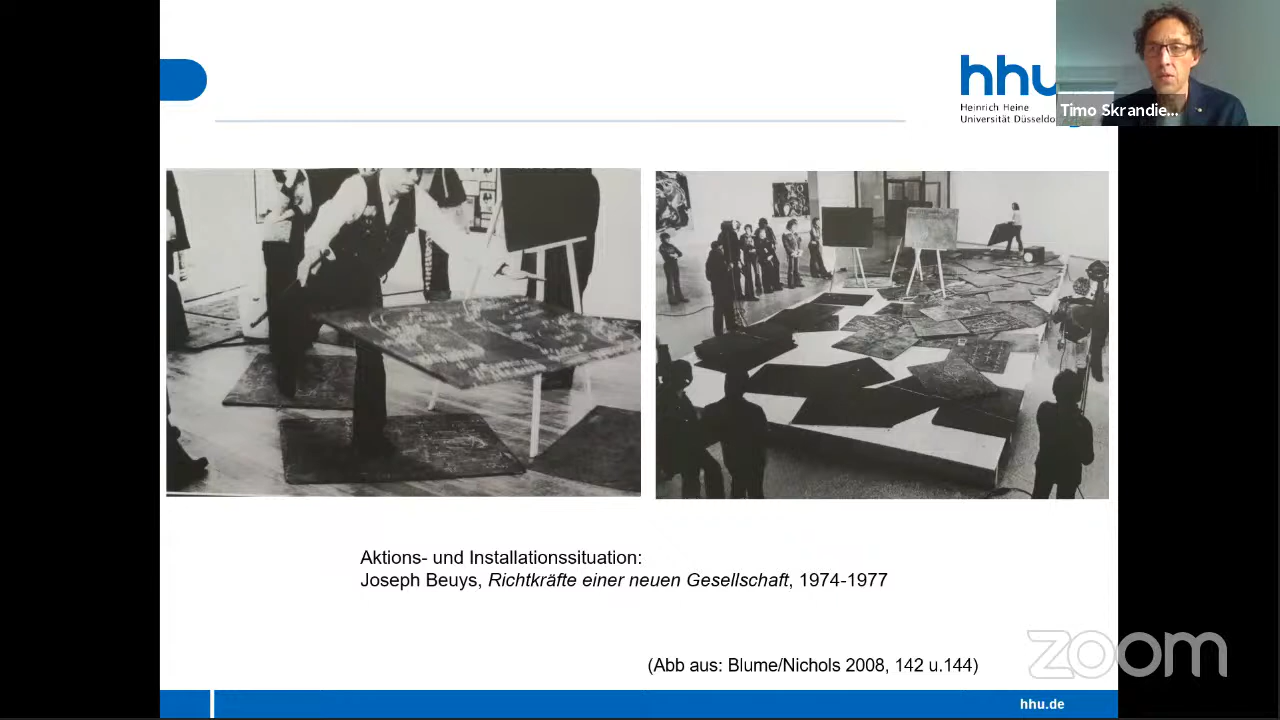 hhu
Heinrich Heine
Universität Düsseldo
Timo Skrandie...
Aktions- und Installationssituation:
Joseph Beuys, Richtkräfte einer neuen Gesellschaft, 1974-1977
(Abb aus: Blume/Nichols 2008, 142 u.144)
zoom
hhu.de